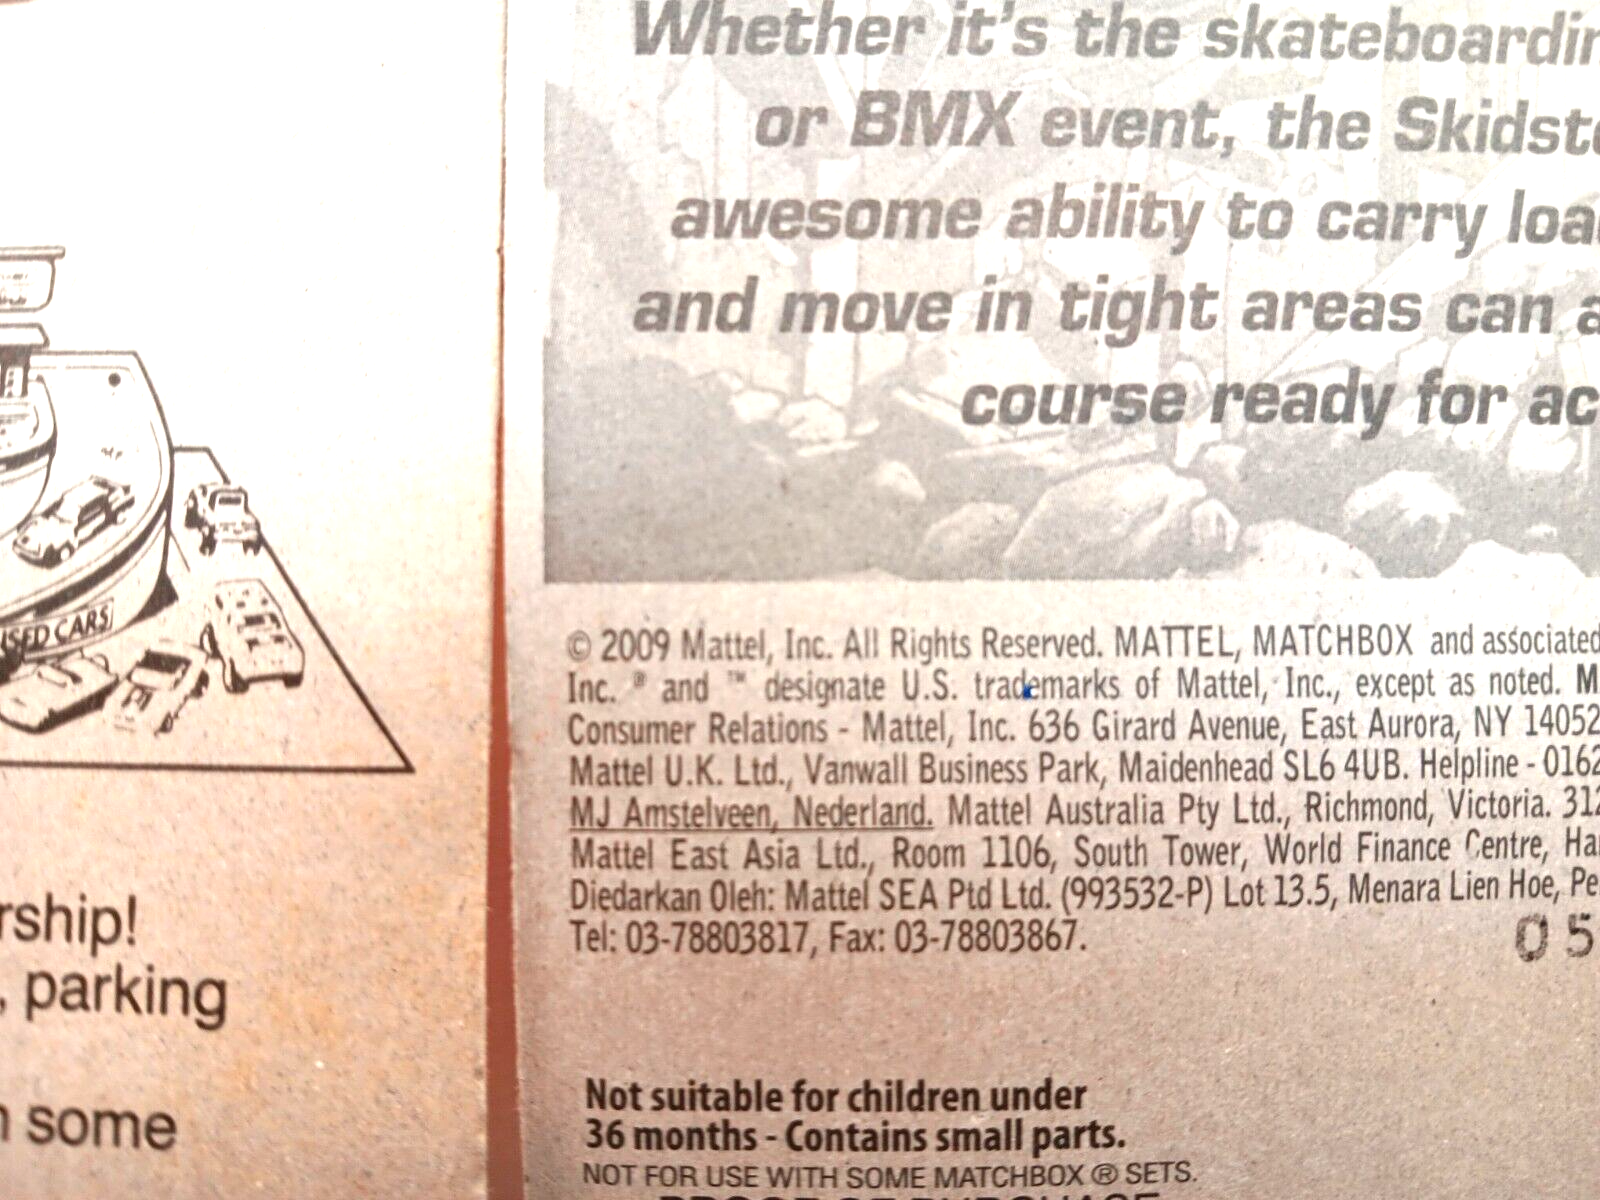 Whether it's the skateboardin
or BMX event, the Skidst
awesome ability to carry loa
and move in tight areas can a
course ready for ac
USED CARS
rship!
, parking
some
© 2009 Mattel, Inc. All Rights Reserved. MATTEL, MATCHBOX and associated
Inc. ® and ™ designate U.S. trademarks of Mattel, Inc., except as noted. M
Consumer Relations - Mattel, Inc. 636 Girard Avenue, East Aurora, NY 14052
Mattel U.K. Ltd., Vanwall Business Park, Maidenhead SL6 4UB. Helpline - 0162
MJ Amstelveen, Nederland. Mattel Australia Pty Ltd., Richmond, Victoria. 312
Mattel East Asia Ltd., Room 1106, South Tower, World Finance Centre, Ha
Diedarkan Oleh: Mattel SEA Ptd Ltd. (993532-P) Lot 13.5, Menara Lien Hoe, Pe
Tel: 03-78803817, Fax: 03-78803867.
05
Not suitable for children under
36 months - Contains small parts.
NOT FOR USE WITH SOME MATCHBOX ® SETS.
PROOF OF PURCHASE